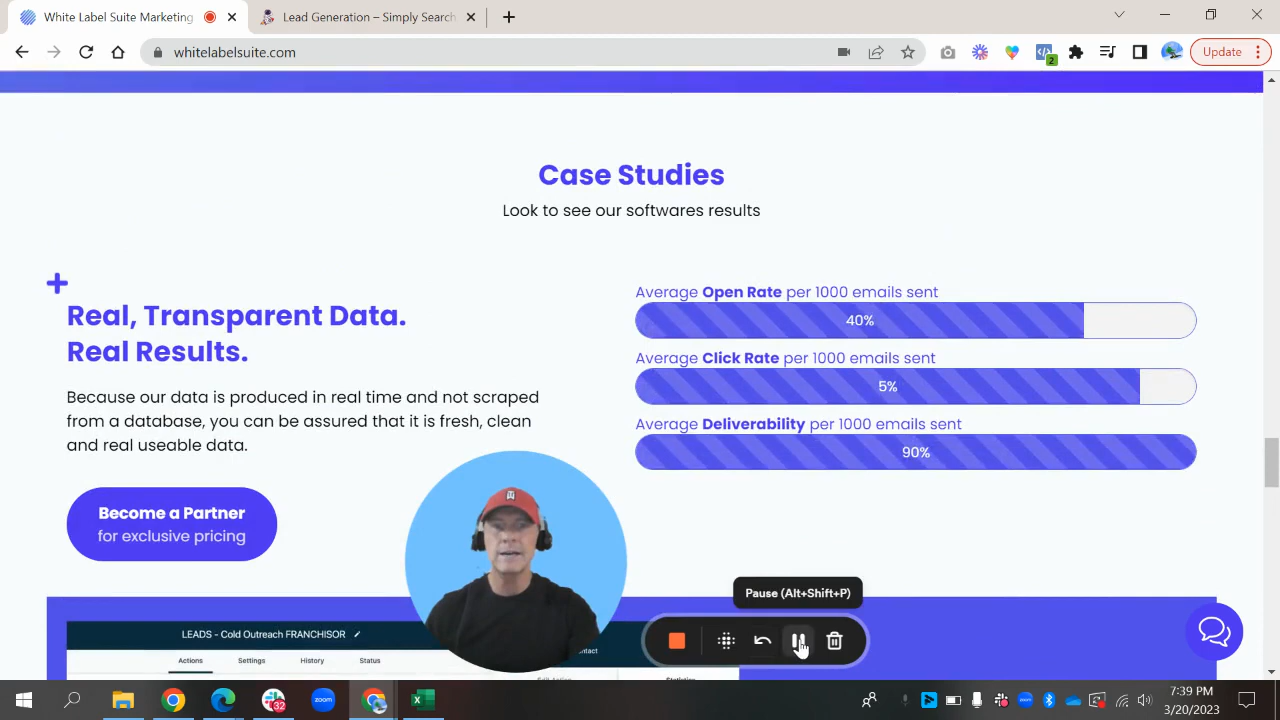 White Label Suite Marketing
Lead Generation – Simply Search
whitelabelsuite.com
2
Update
Case Studies
Look to see our softwares results
Real, Transparent Data.
Real Results.
Because our data is produced in real time and not scraped
from a database, you can be assured that it is fresh, clean
and real useable data.
Become a Partner
for exclusive pricing
Average Open Rate per 1000 emails sent
40%
Average Click Rate per 1000 emails sent
5%
Average Deliverability per 1000 emails sent
90%
Pause (Alt+Shift+P)
LEADS - Cold Outreach FRANCHISOR
Actions Settings History Status
32
zoom
7:39 PM
3/20/2023